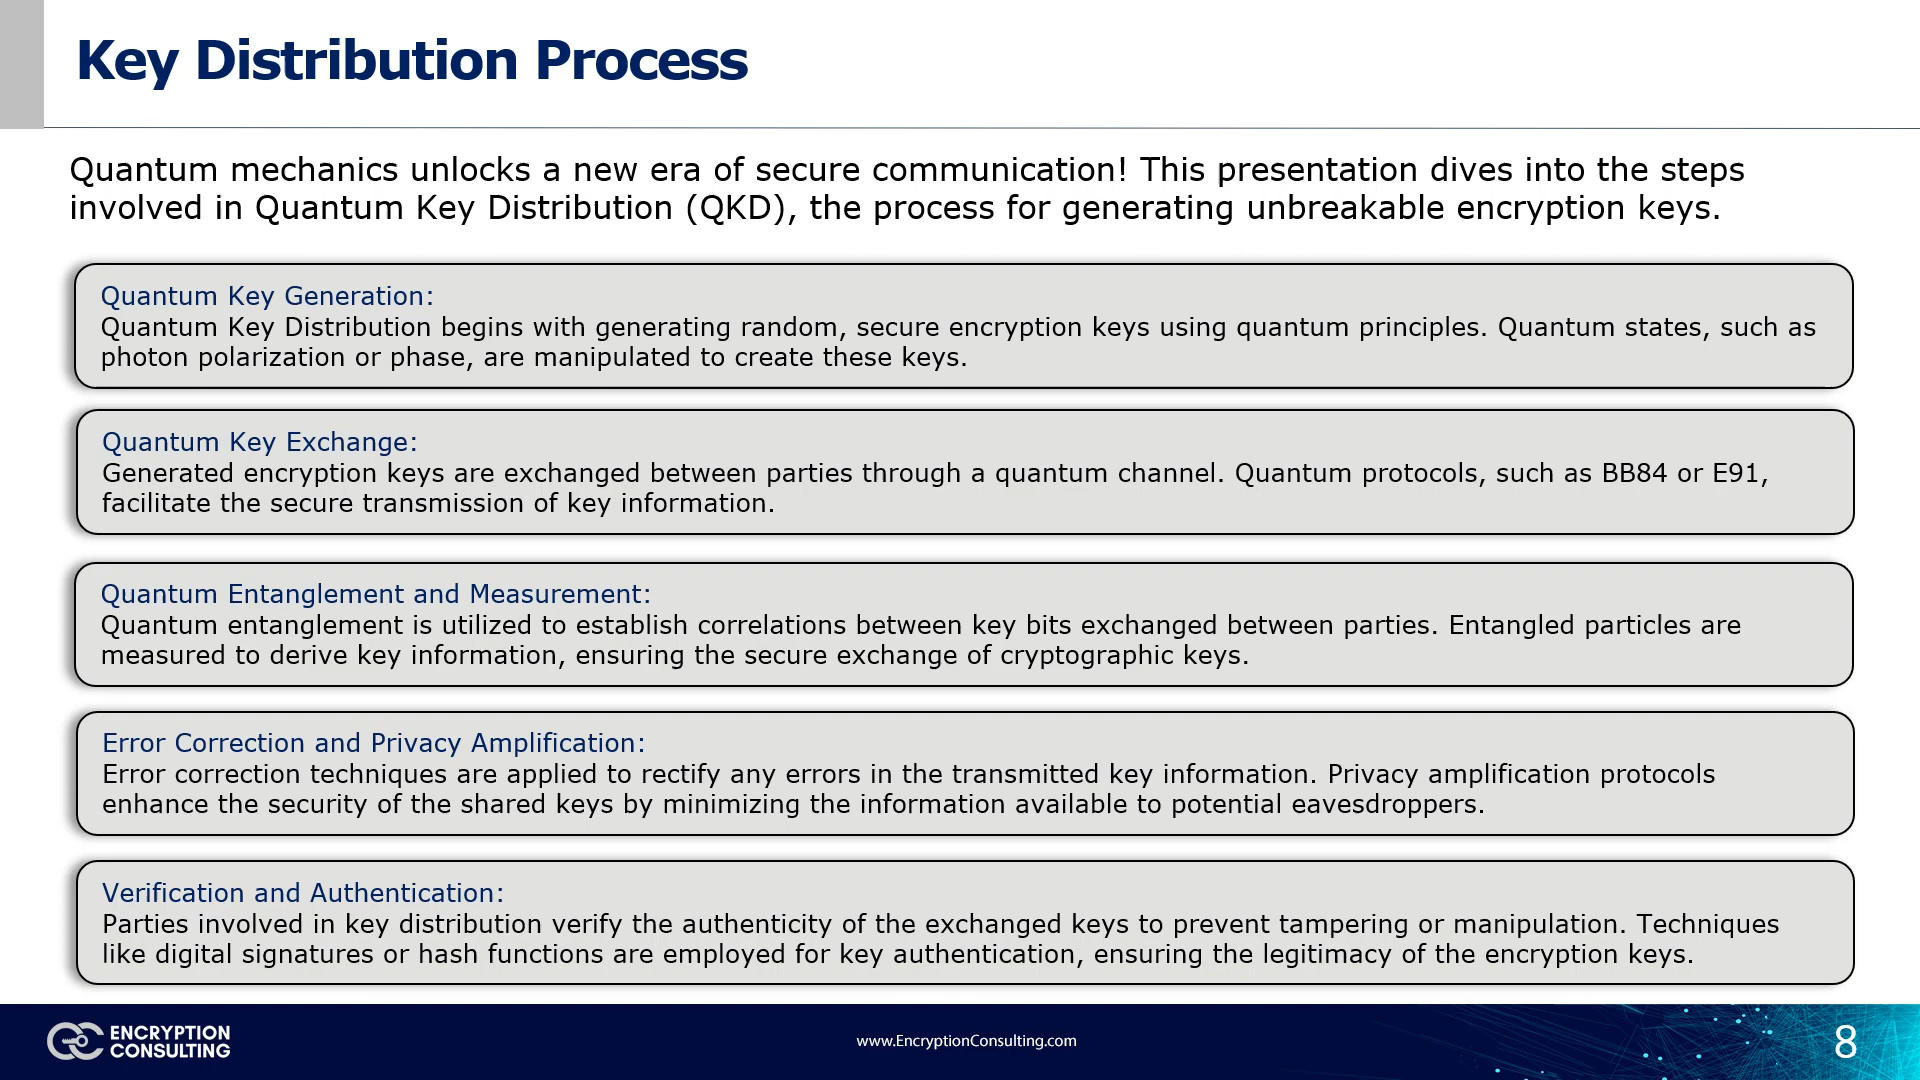 Key Distribution Process
Quantum mechanics unlocks a new era of secure communication! This presentation dives into the steps
involved in Quantum Key Distribution (QKD), the process for generating unbreakable encryption keys.
Quantum Key Generation:
Quantum Key Distribution begins with generating random, secure encryption keys using quantum principles. Quantum states, such as
photon polarization or phase, are manipulated to create these keys.
Quantum Key Exchange:
Generated encryption keys are exchanged between parties through a quantum channel. Quantum protocols, such as BB84 or E91,
facilitate the secure transmission of key information.
Quantum Entanglement and Measurement:
Quantum entanglement is utilized to establish correlations between key bits exchanged between parties. Entangled particles are
measured to derive key information, ensuring the secure exchange of cryptographic keys.
Error Correction and Privacy Amplification:
Error correction techniques are applied to rectify any errors in the transmitted key information. Privacy amplification protocols
enhance the security of the shared keys by minimizing the information available to potential eavesdroppers.
Verification and Authentication:
Parties involved in key distribution verify the authenticity of the exchanged keys to prevent tampering or manipulation. Techniques
like digital signatures or hash functions are employed for key authentication, ensuring the legitimacy of the encryption keys.
ENCRYPTION
CONSULTING
www.EncryptionConsulting.com
8